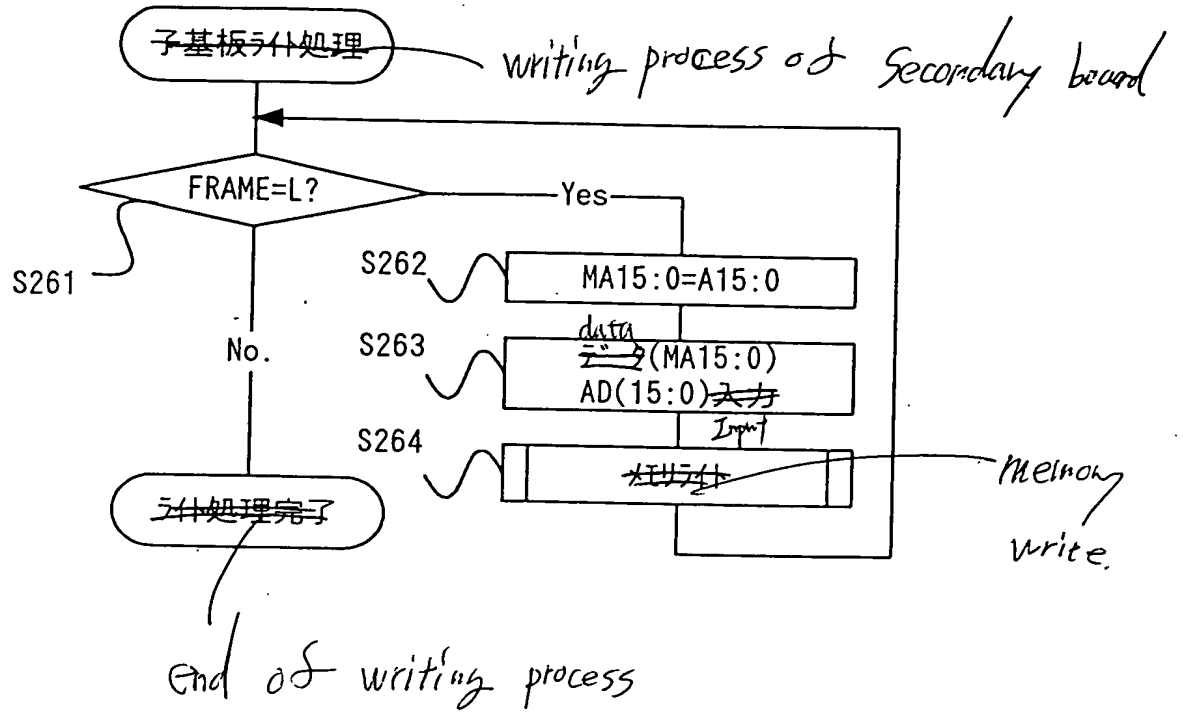 子基板ライト処理
writing process of Secondary board
FRAME=L?
Yes
S261
S262
MA15:0=A15:0
No.
S263
data
データ(MA15:0)
AD(15:0)入力
Input
S264
メモリライト
memory
write.
ライト処理完了
end of writing process